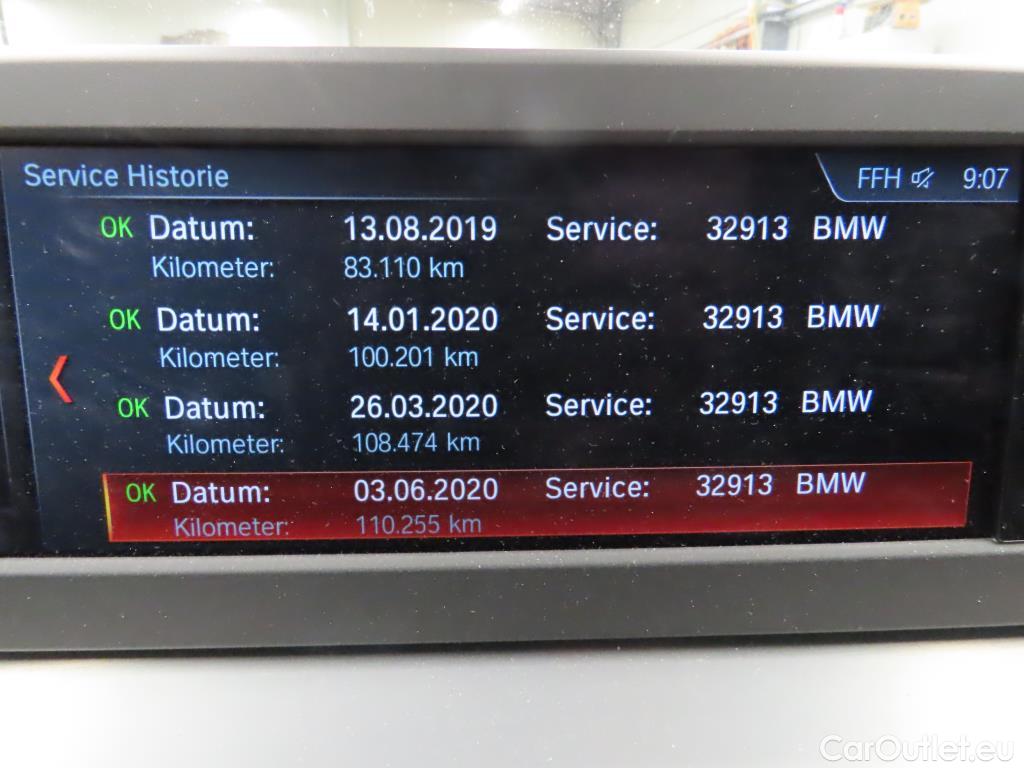 Service Historie FFH 9:07
OK Datum: 13.08.2019 Service: 32913 BMW
Kilometer: 83.110 km
OK Datum: 14.01.2020 Service: 32913 BMW
Kilometer: 100.201 km
OK Datum: 26.03.2020 Service: 32913 BMW
Kilometer: 108.474 km
OK Datum: 03.06.2020 Service: 32913 BMW
Kilometer: 110.255 km
CarOutlet.eu